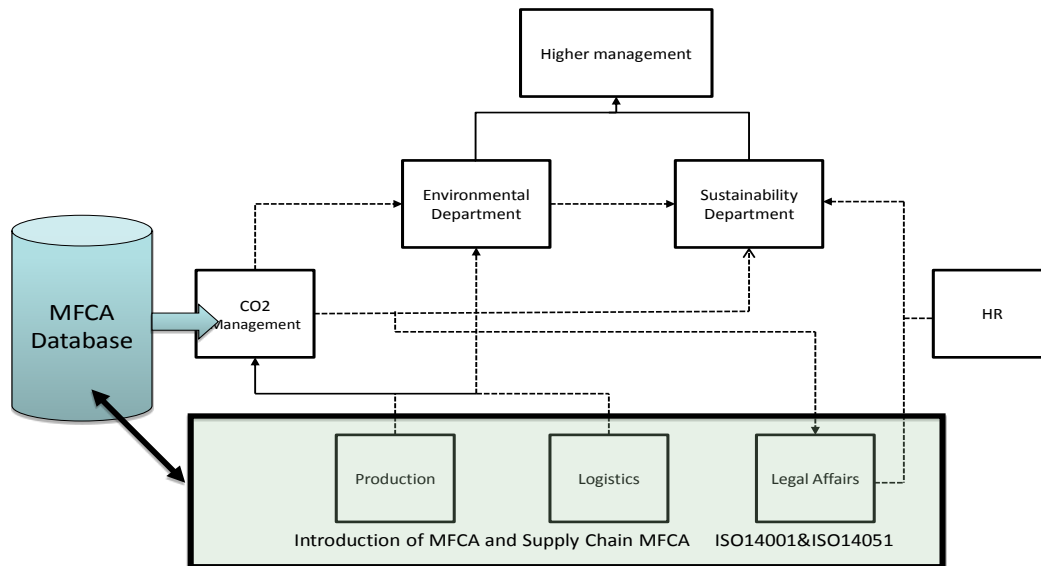 Higher management
Environmental
Department
Sustainability
Department
MFCA
Database
CO2
Management
HR
Production
Logistics
Legal Affairs
Introduction of MFCA and Supply Chain MFCA
ISO14001&ISO14051